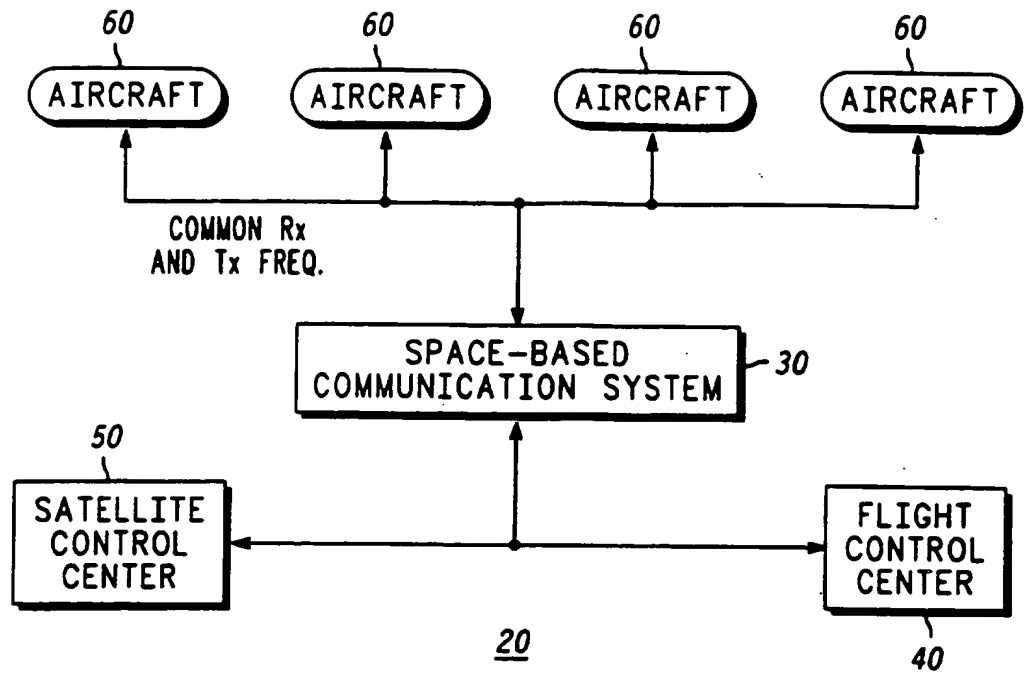 60 60 60 60
AIRCRAFT AIRCRAFT AIRCRAFT AIRCRAFT
COMMON Rx
AND Tx FREQ.
SPACE-BASED
COMMUNICATION SYSTEM
30
50
SATELLITE
CONTROL
CENTER
FLIGHT
CONTROL
CENTER
20
40